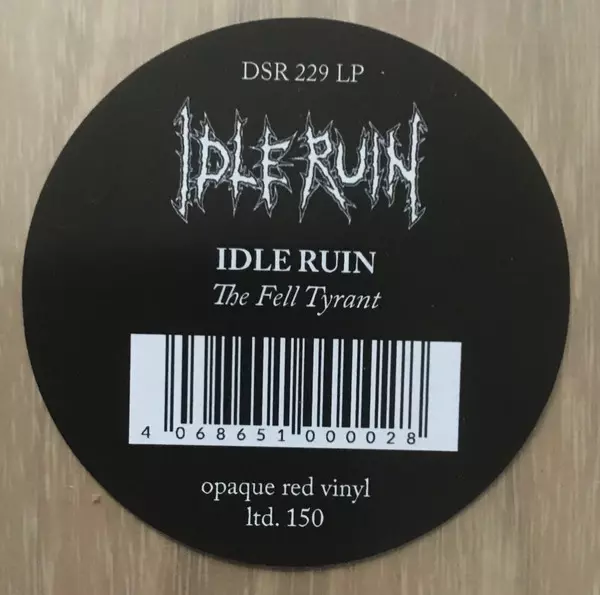 DSR 229 LP
IDLE RUIN
IDLE RUIN
The Fell Tyrant
4 068651 000028
opaque red vinyl
ltd. 150